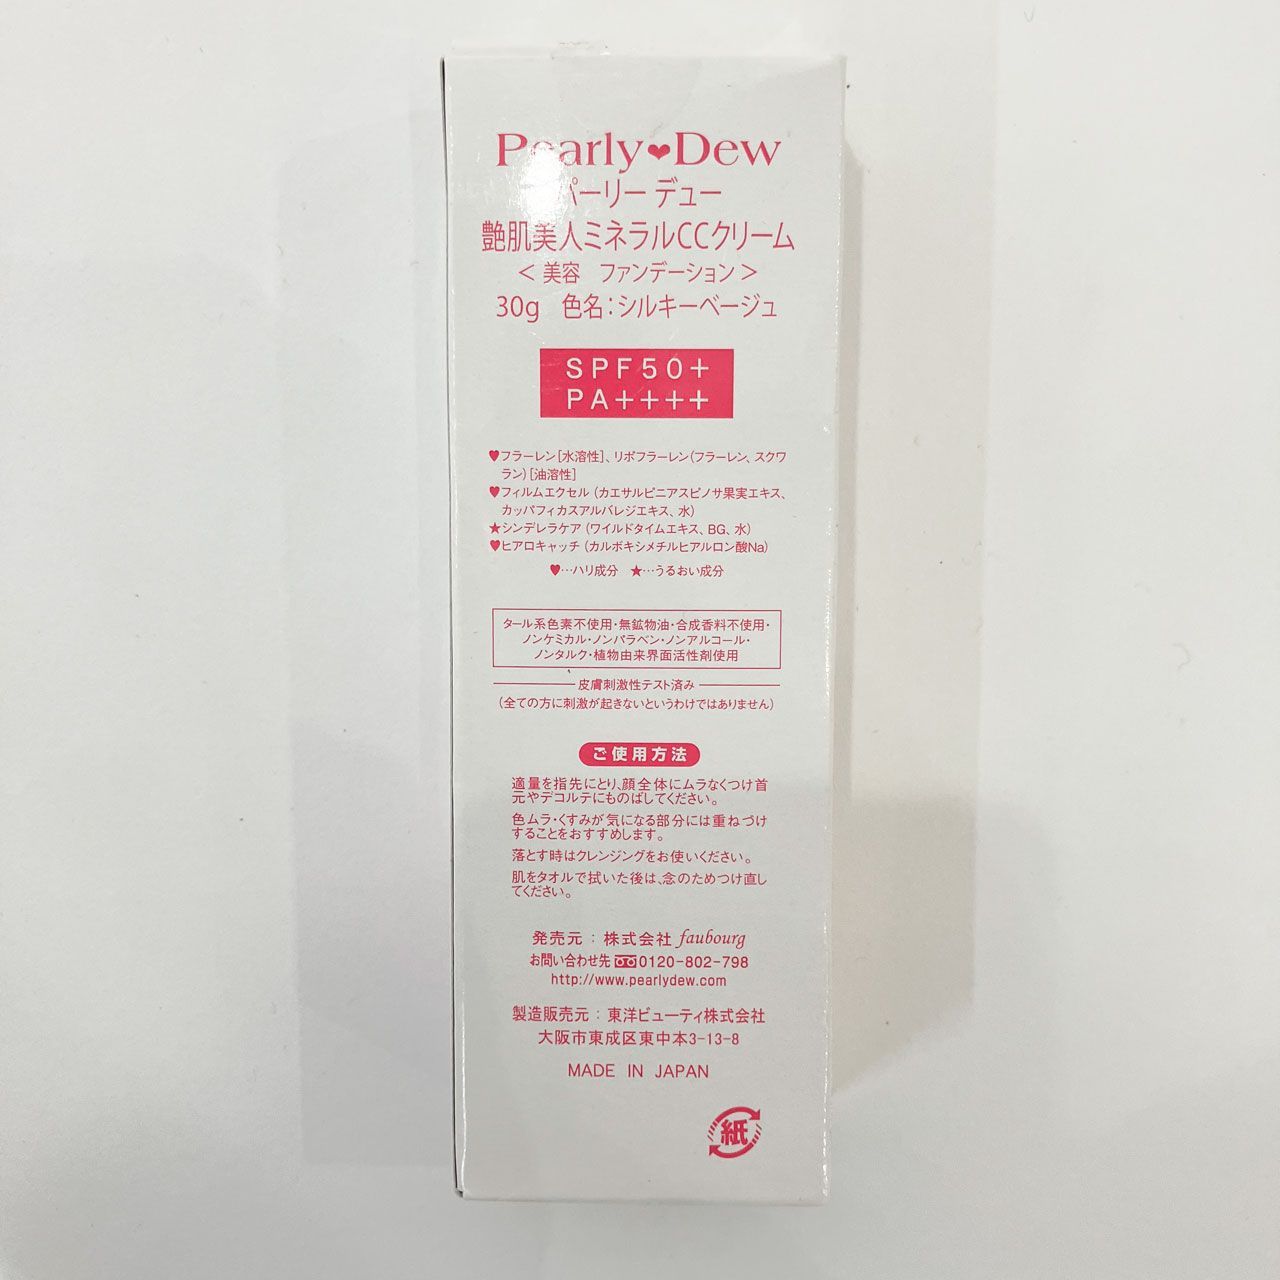 Pearly♥Dew
パーリー デュー
艶肌美人ミネラルCCクリーム
＜美容　ファンデーション＞
30g　色名：シルキーベージュ
SPF50+
PA++++
♥フラーレン［水溶性］、リポフラーレン（フラーレン、スクワ
ラン）［油溶性］
♥フィルムエクセル（カエサルピニアスピノサ果実エキス、
カッパフィカスアルバレジエキス、水）
★シンデレラケア（ワイルドタイムエキス、BG、水）
♥ヒアロキャッチ（カルボキシメチルヒアルロン酸Na）
♥…ハリ成分　★…うるおい成分
タール系色素不使用・無鉱物油・合成香料不使用・
ノンケミカル・ノンパラベン・ノンアルコール・
ノンタルク・植物由来界面活性剤使用
皮膚刺激性テスト済み
（全ての方に刺激が起きないというわけではありません）
ご使用方法
適量を指先にとり、顔全体にムラなくつけ首
元やデコルテにものばしてください。
色ムラ・くすみが気になる部分には重ねづけ
することをおすすめします。
落とす時はクレンジングをお使いください。
肌をタオルで拭いた後は、念のためつけ直し
てください。
発売元：株式会社 faubourg
お問い合わせ先 0120-802-798
http://www.pearlydew.com
製造販売元：東洋ビューティ株式会社
大阪市東成区東中本3-13-8
MADE IN JAPAN
紙